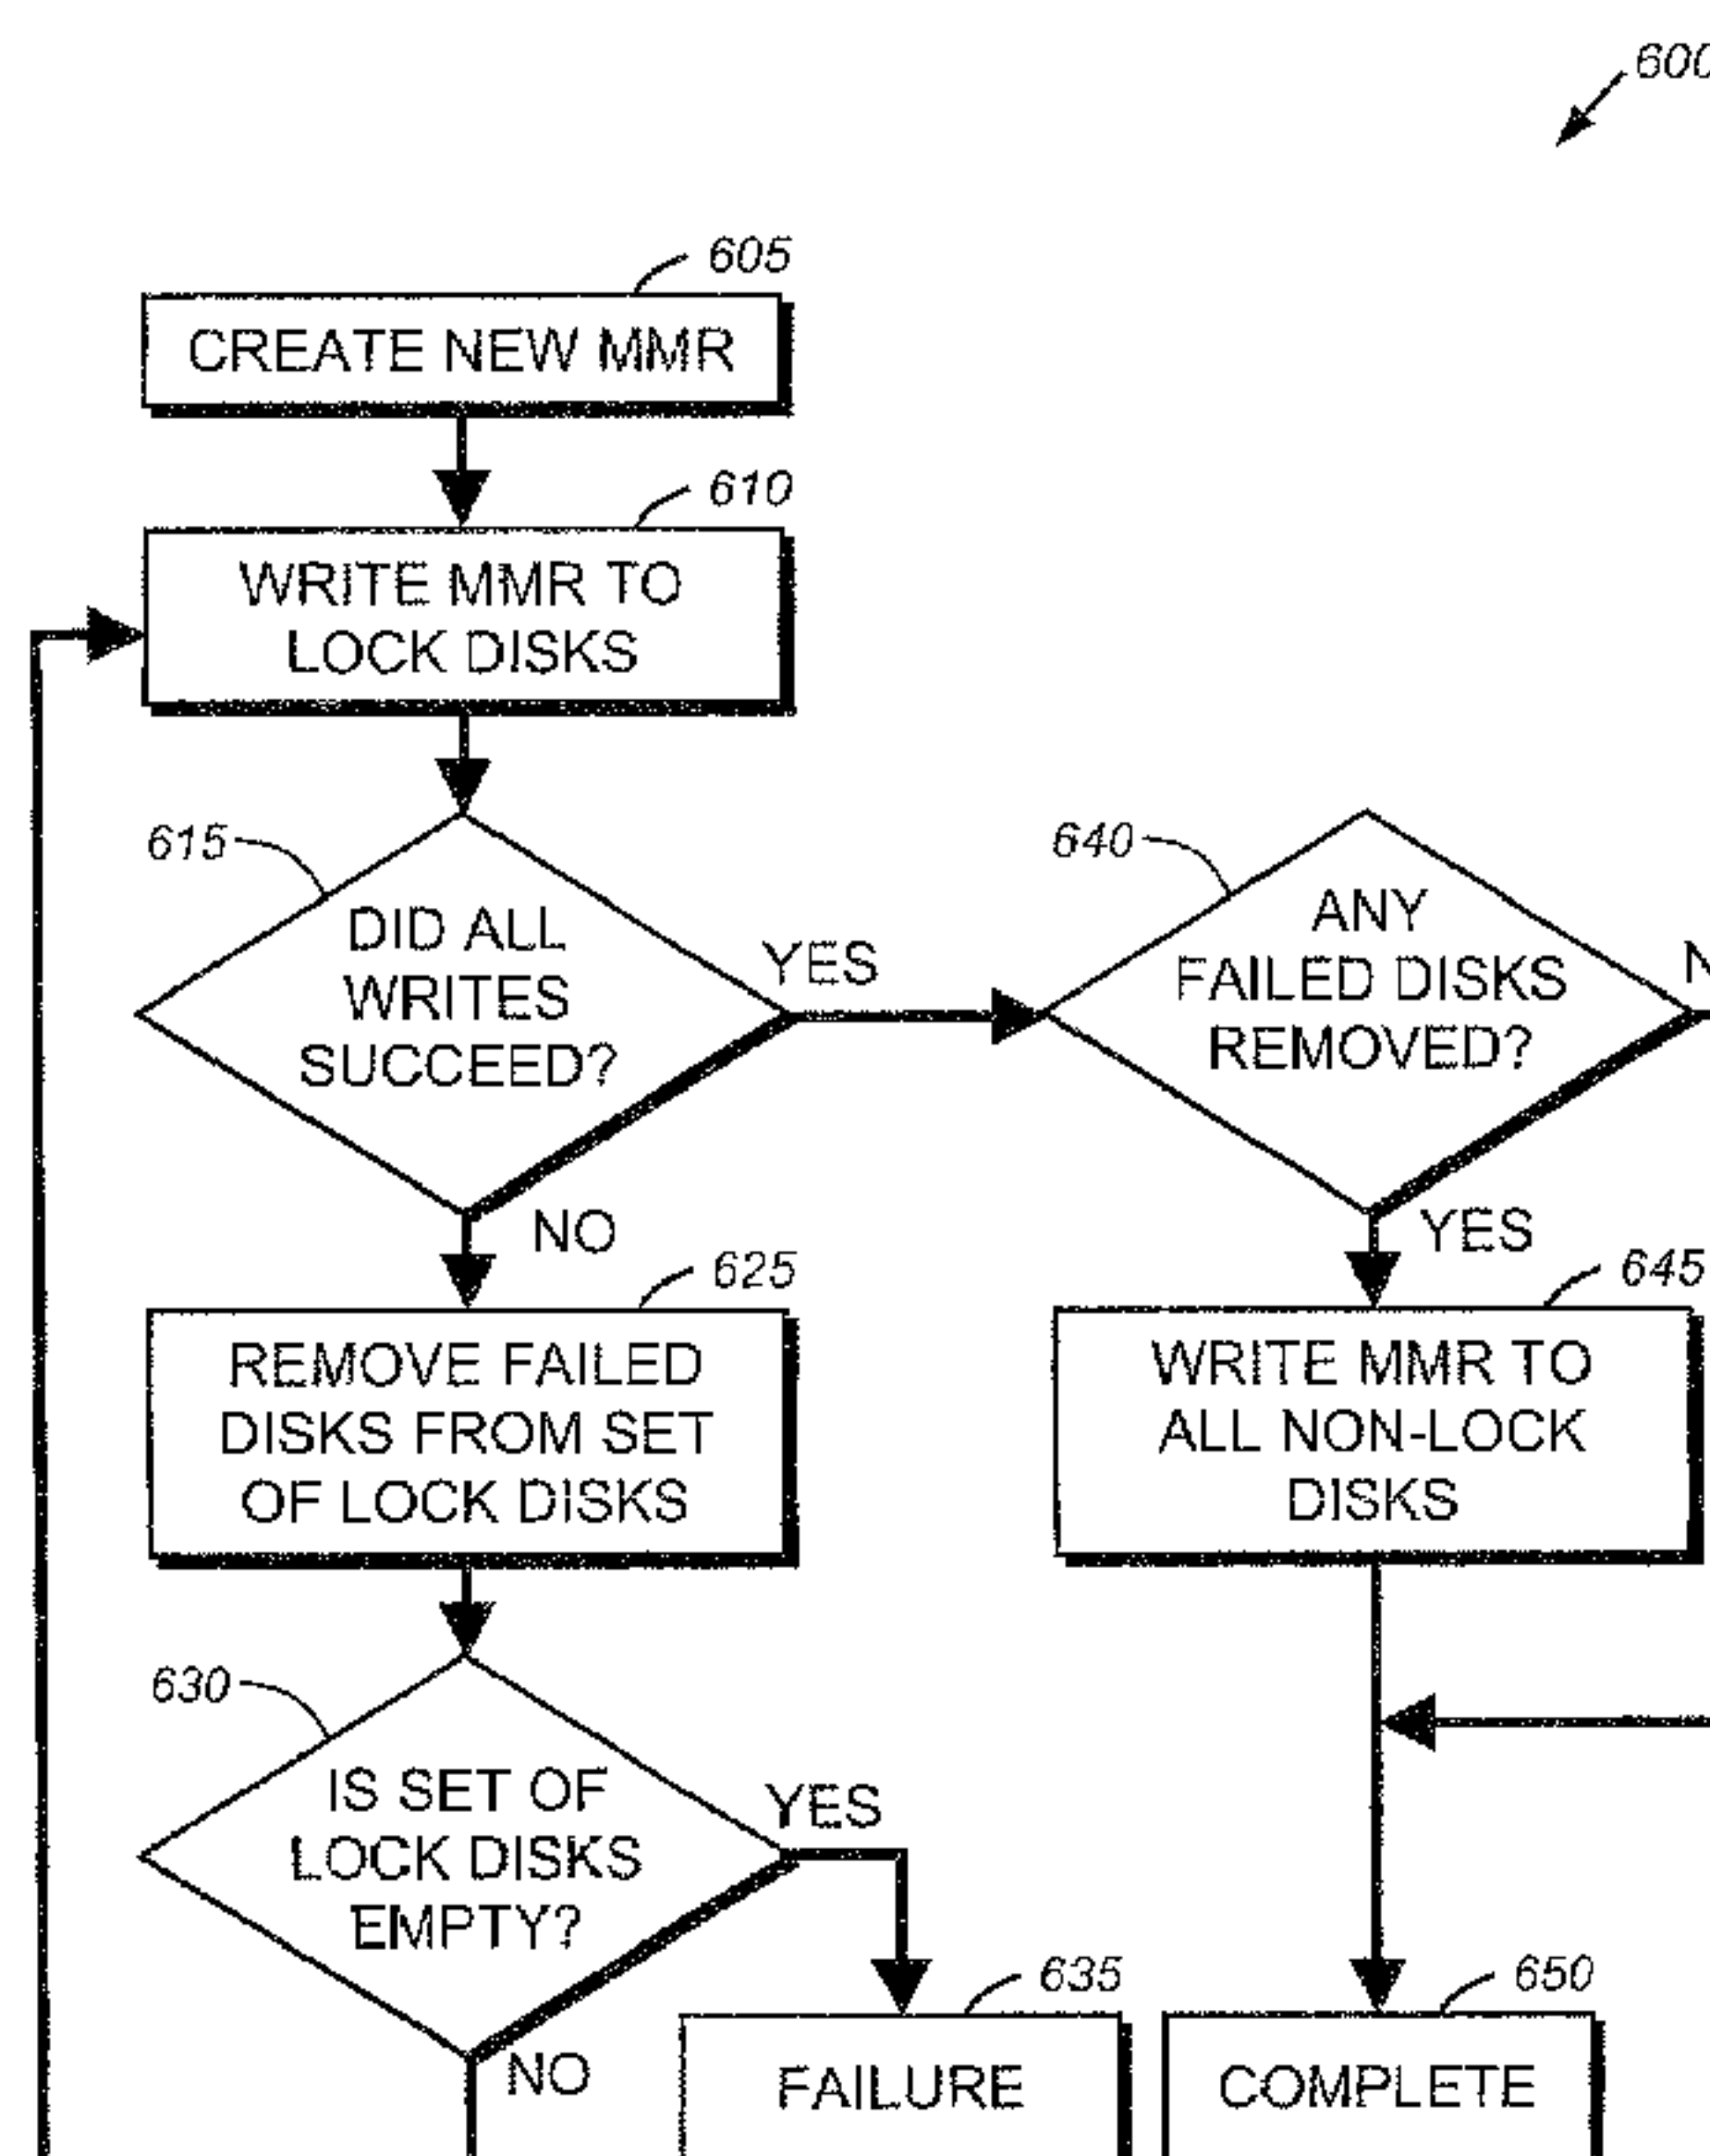 600
605
CREATE NEW MMR
610
WRITE MMR TO
LOCK DISKS
615
DID ALL
WRITES
SUCCEED?
YES
NO
640
ANY
FAILED DISKS
REMOVED?
YES
625
REMOVE FAILED
DISKS FROM SET
OF LOCK DISKS
645
WRITE MMR TO
ALL NON-LOCK
DISKS
630
IS SET OF
LOCK DISKS
EMPTY?
YES
NO
635
FAILURE
650
COMPLETE